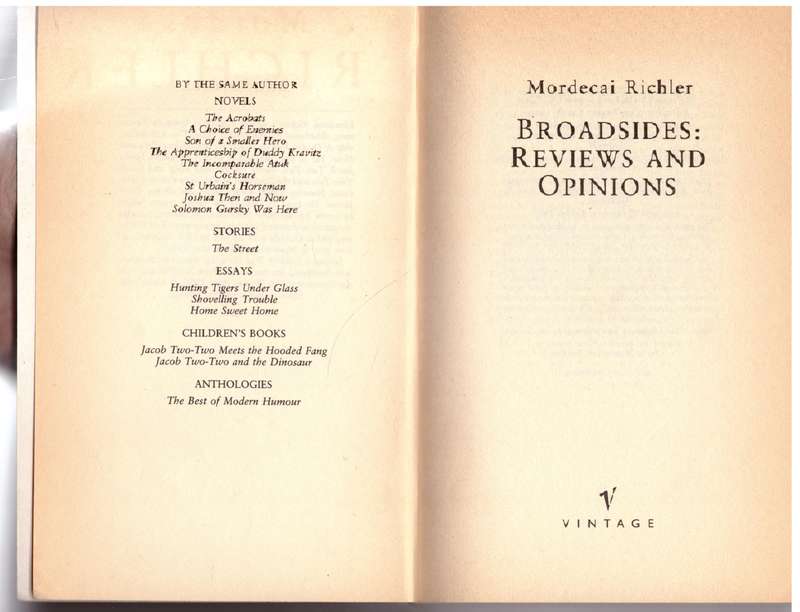 BY THE SAME AUTHOR
NOVELS
The Acrobats
A Choice of Enemies
Son of a Smaller Hero
The Apprenticeship of Duddy Kravitz
The Incomparable Atuk
Cocksure
St Urbain's Horseman
Joshua Then and Now
Solomon Gursky Was Here
STORIES
The Street
ESSAYS
Hunting Tigers Under Glass
Shovelling Trouble
Home Sweet Home
CHILDREN'S BOOKS
Jacob Two-Two Meets the Hooded Fang
Jacob Two-Two and the Dinosaur
ANTHOLOGIES
The Best of Modern Humour
Mordecai Richler
BROADSIDES:
REVIEWS AND
OPINIONS
V
VINTAGE